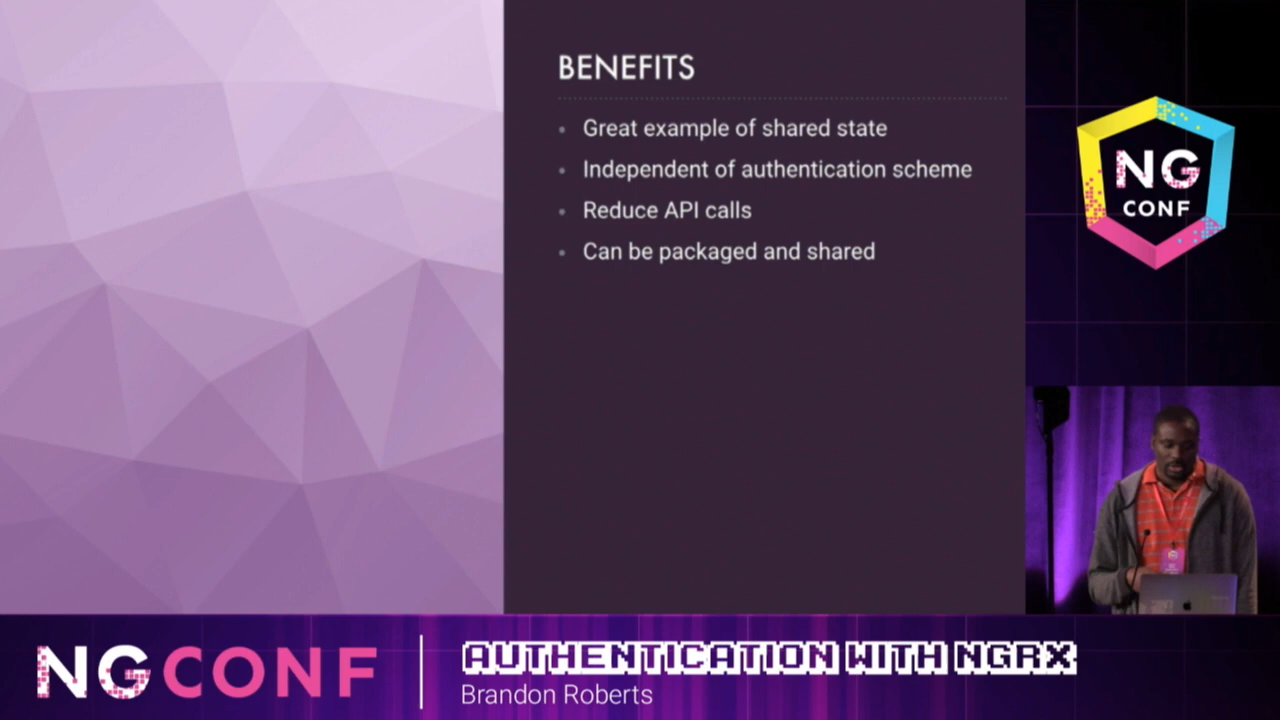 BENEFITS
Great example of shared state
Independent of authentication scheme
Reduce API calls
Can be packaged and shared
NG
CONF
NG CONF
AUTHENTICATION WITH NGRX
Brandon Roberts